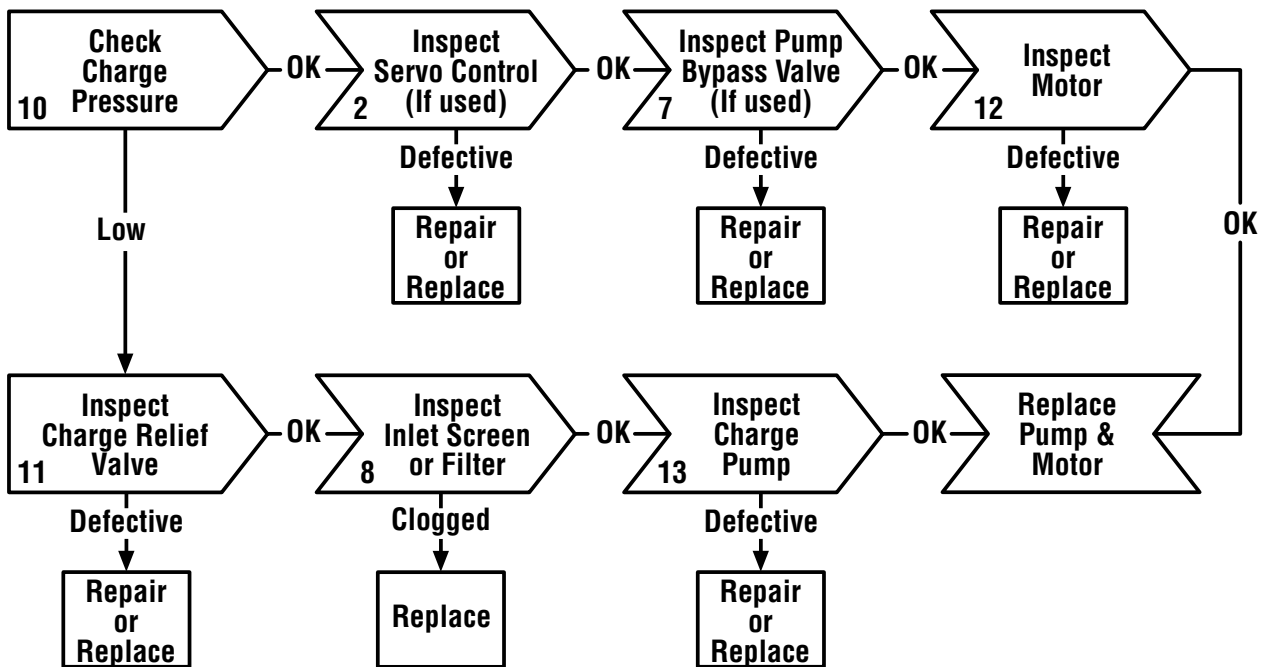 Check
Charge
Pressure
10
OK
Inspect
Servo Control
(If used)
2
OK
Inspect Pump
Bypass Valve
(If used)
7
OK
Inspect
Motor
12
Defective
Repair
or
Replace
Defective
Repair
or
Replace
Defective
Repair
or
Replace
OK
Low
Inspect
Charge Relief
Valve
11
OK
Inspect
Inlet Screen
or Filter
8
OK
Inspect
Charge
Pump
13
OK
Replace
Pump &
Motor
Defective
Repair
or
Replace
Clogged
Replace
Defective
Repair
or
Replace